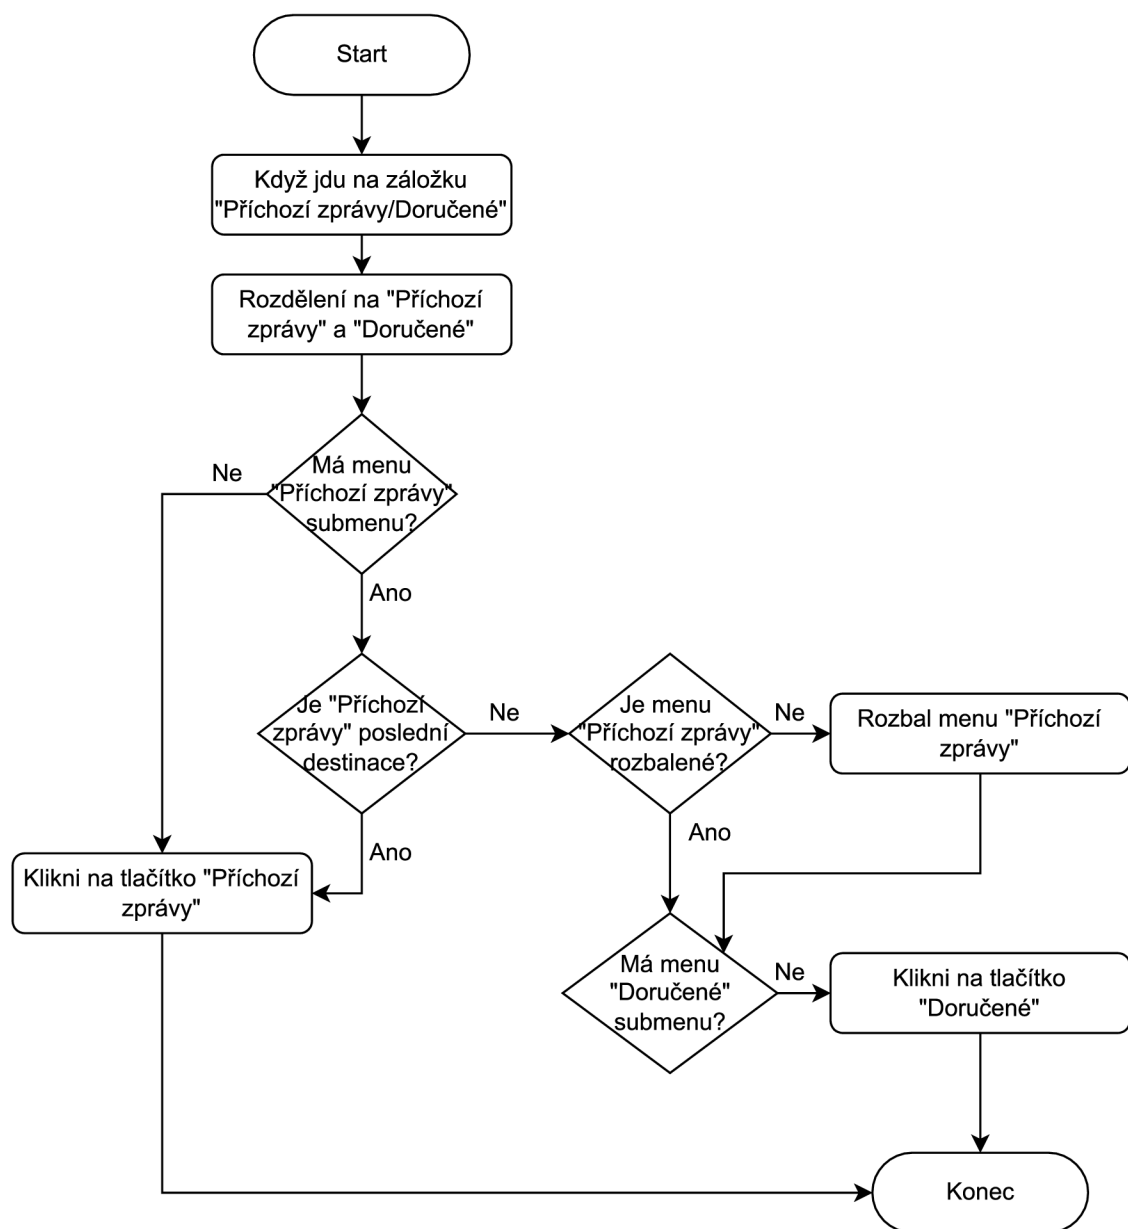 Start
Když jdu na záložku
"Příchozí zprávy/Doručené"
Rozdělení na "Příchozí
zprávy" a "Doručené"
Ne
Má menu
"Příchozí zprávy"
submenu?
Ano
Je "Příchozí
zprávy" poslední
destinace?
Ne
Je menu
"Příchozí zprávy"
rozbalené?
Ne
Rozbal menu "Příchozí
zprávy"
Ano
Ano
Klikni na tlačítko "Příchozí
zprávy"
Má menu
"Doručené"
submenu?
Ne
Klikni na tlačítko
"Doručené"
Konec